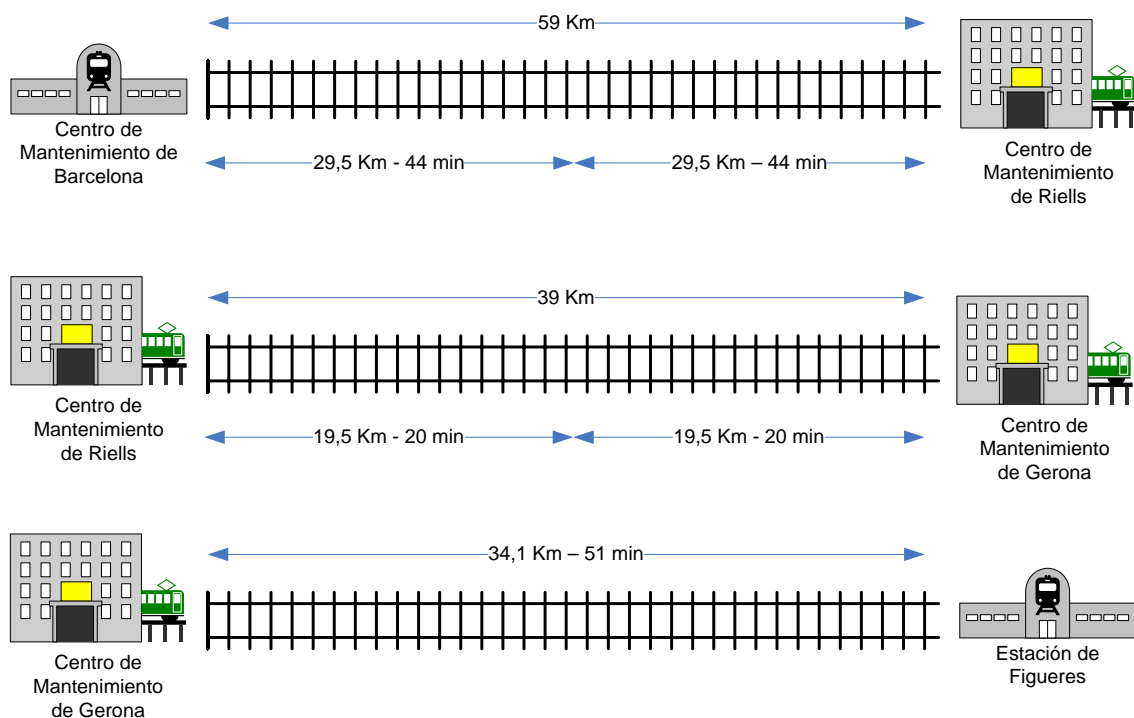 59 Km
Centro de
Mantenimiento de
Barcelona
29,5 Km - 44 min
29,5 Km – 44 min
Centro de
Mantenimiento
de Riells
39 Km
Centro de
Mantenimiento
de Riells
19,5 Km - 20 min
19,5 Km - 20 min
Centro de
Mantenimiento
de Gerona
34,1 Km – 51 min
Centro de
Mantenimiento
de Gerona
Estación de
Figueres